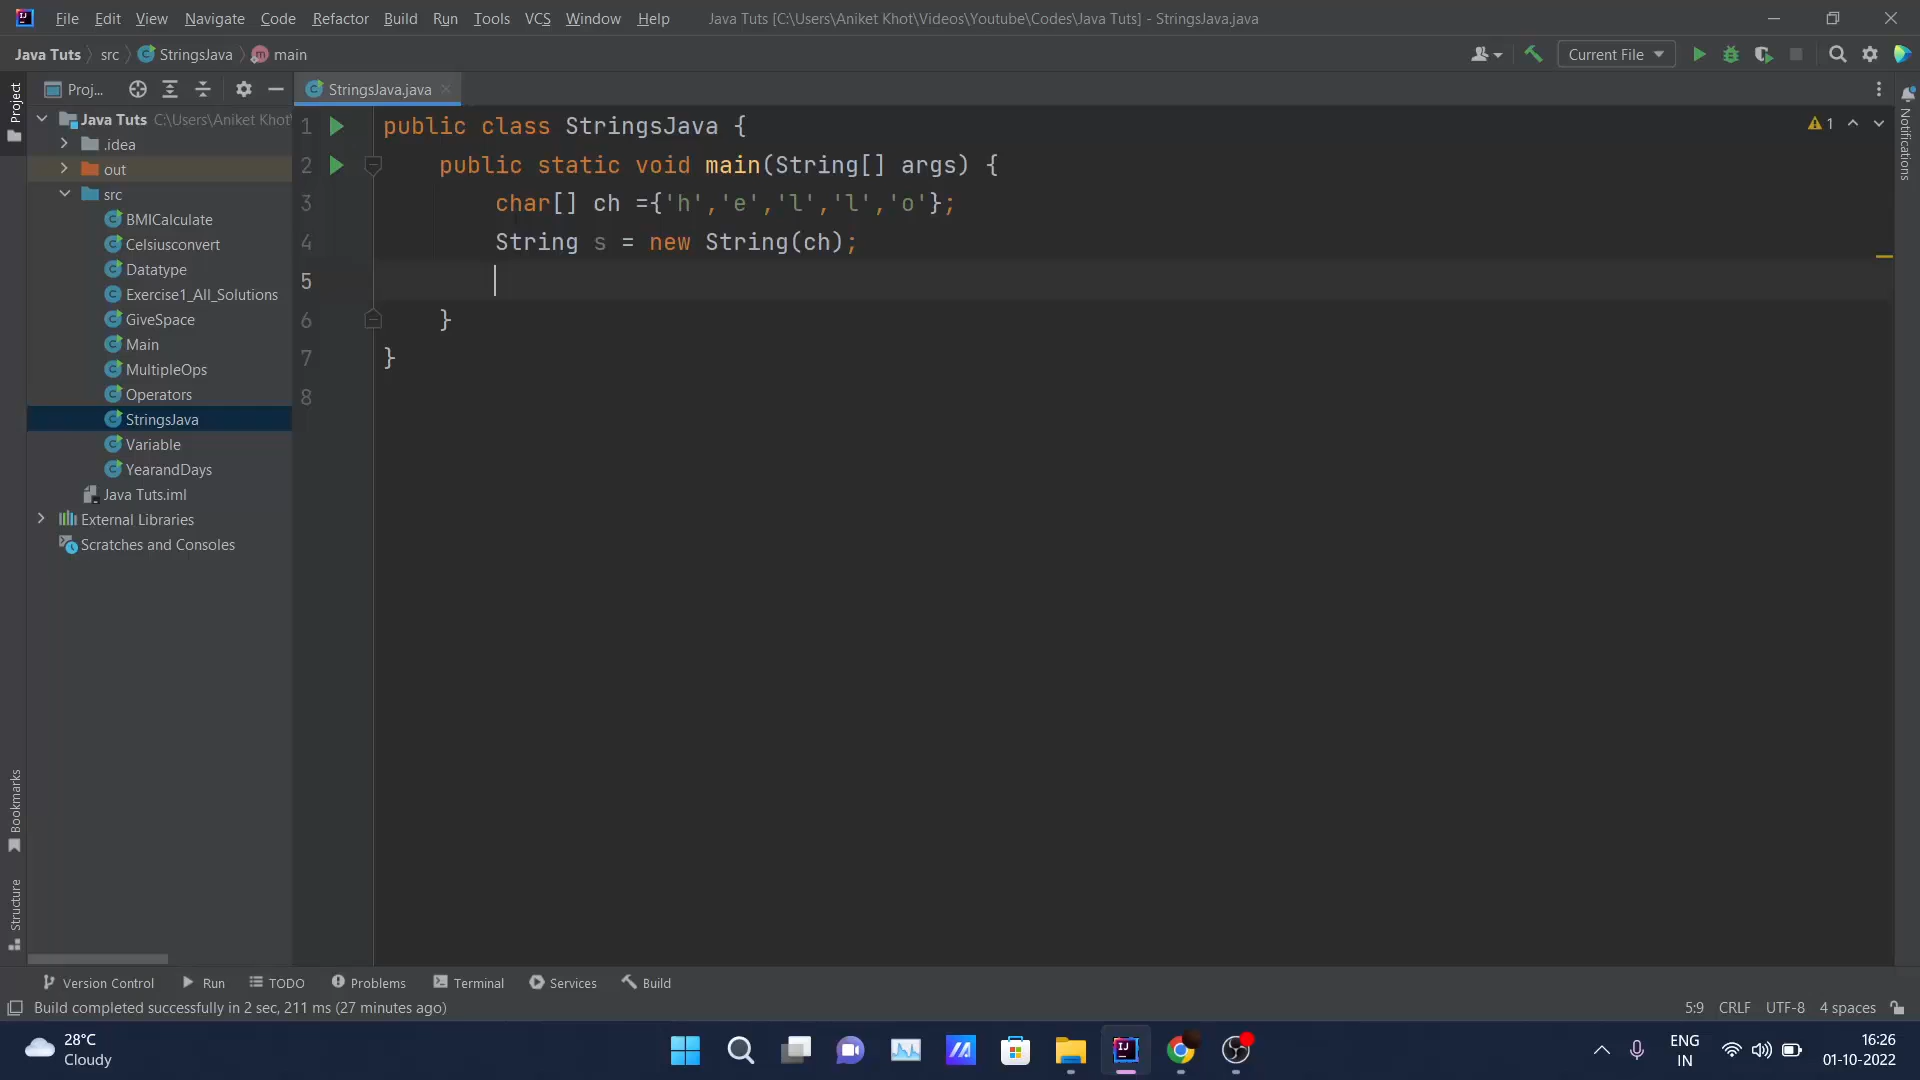 File Edit View Navigate Code Refactor Build Run Tools VCS Window Help Java Tuts [C:\Users\Aniket Khot\Videos\Youtube\Codes\Java Tuts] - StringsJava.java
Java Tuts src StringsJava main Current File
Proj... StringsJava.java
Project
Java Tuts C:\Users\Aniket Khot\
.idea
out
src
BMICalculate
Celsiusconvert
Datatype
Exercise1_All_Solutions
GiveSpace
Main
MultipleOps
Operators
StringsJava
Variable
YearandDays
Java Tuts.iml
External Libraries
Scratches and Consoles
1 public class StringsJava {
2 public static void main(String[] args) {
3 char[] ch ={'h','e','l','l','o'};
4 String s = new String(ch);
5
6 }
7 }
8
1
Notifications
Bookmarks
Structure
Version Control Run TODO Problems Terminal Services Build
Build completed successfully in 2 sec, 211 ms (27 minutes ago) 5:9 CRLF UTF-8 4 spaces
28°C
Cloudy
ENG
IN
16:26
01-10-2022